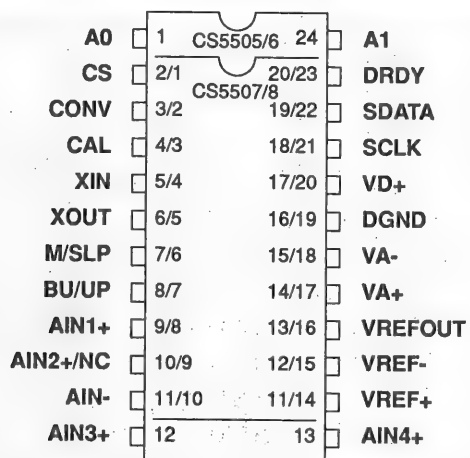 A0 1 CS5505/6 24 A1
CS 2/1 20/23 DRDY
CS5507/8
CONV 3/2 19/22 SDATA
CAL 4/3 18/21 SCLK
XIN 5/4 17/20 VD+
XOUT 6/5 16/19 DGND
M/SLP 7/6 15/18 VA-
BU/UP 8/7 14/17 VA+
AIN1+ 9/8 13/16 VREFOUT
AIN2+/NC 10/9 12/15 VREF-
AIN- 11/10 11/14 VREF+
AIN3+ 12 13 AIN4+